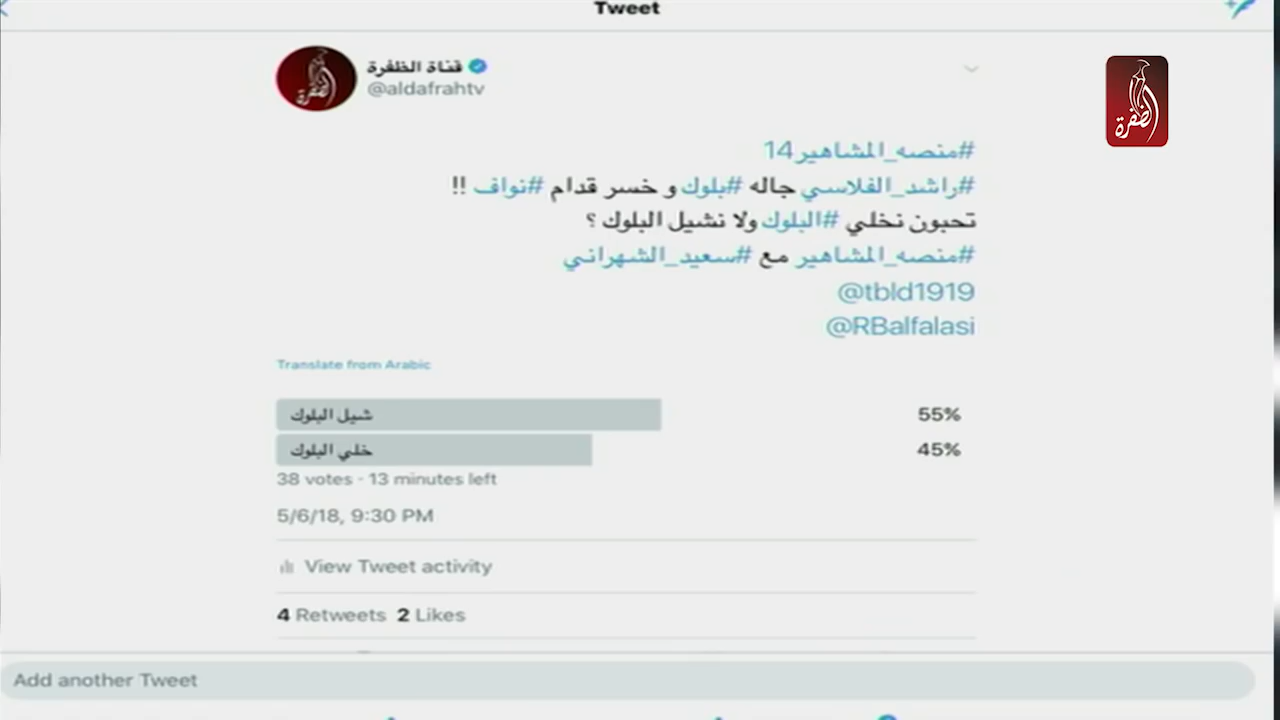 Tweet
قناة الظفرة
@aldafrahtv
#منصه_المشاهير14
#راشد_الفلاسي جاله #بلوك و خسر قدام #نواف !!
تحبون نخلي #البلوك ولا نشيل البلوك ؟
#منصه_المشاهير مع #سعيد_الشهراني
@tbld1919
@RBalfalasi
Translate from Arabic
شيل البلوك 55%
خلي البلوك 45%
38 votes · 13 minutes left
5/6/18, 9:30 PM
View Tweet activity
4 Retweets 2 Likes
Add another Tweet
الظفرة